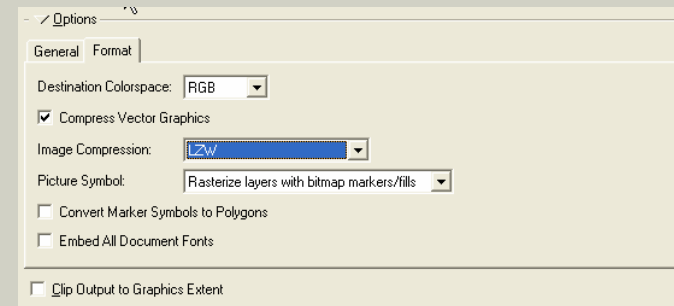 Options
General Format
Destination Colorspace: RGB
Compress Vector Graphics
Image Compression: LZW
Picture Symbol: Rasterize layers with bitmap markers/fills
Convert Marker Symbols to Polygons
Embed All Document Fonts
Clip Output to Graphics Extent